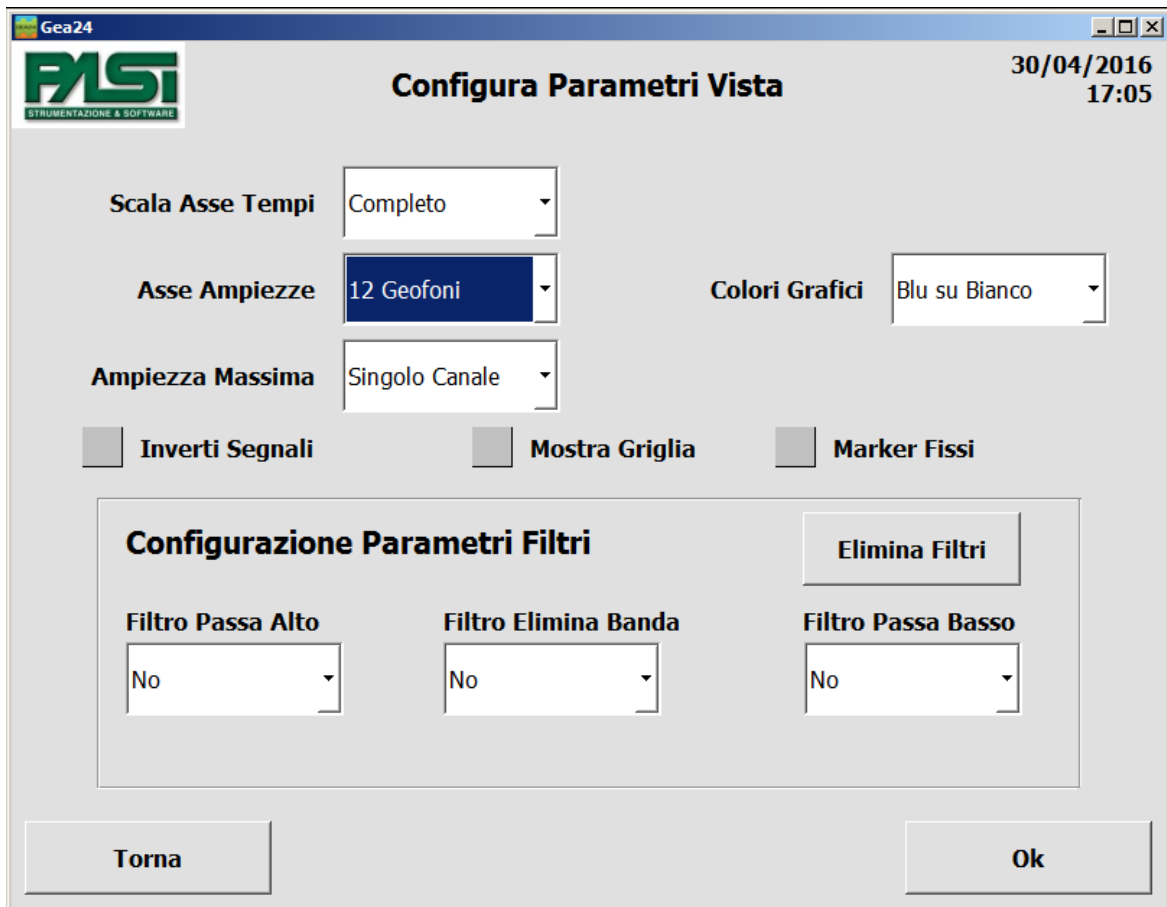 Gea24
PASI
STRUMENTAZIONE & SOFTWARE
Configura Parametri Vista
30/04/2016
17:05
Scala Asse Tempi
Completo
Asse Ampiezze
12 Geofoni
Colori Grafici
Blu su Bianco
Ampiezza Massima
Singolo Canale
Inverti Segnali
Mostra Griglia
Marker Fissi
Configurazione Parametri Filtri
Elimina Filtri
Filtro Passa Alto
Filtro Elimina Banda
Filtro Passa Basso
No
No
No
Torna
Ok